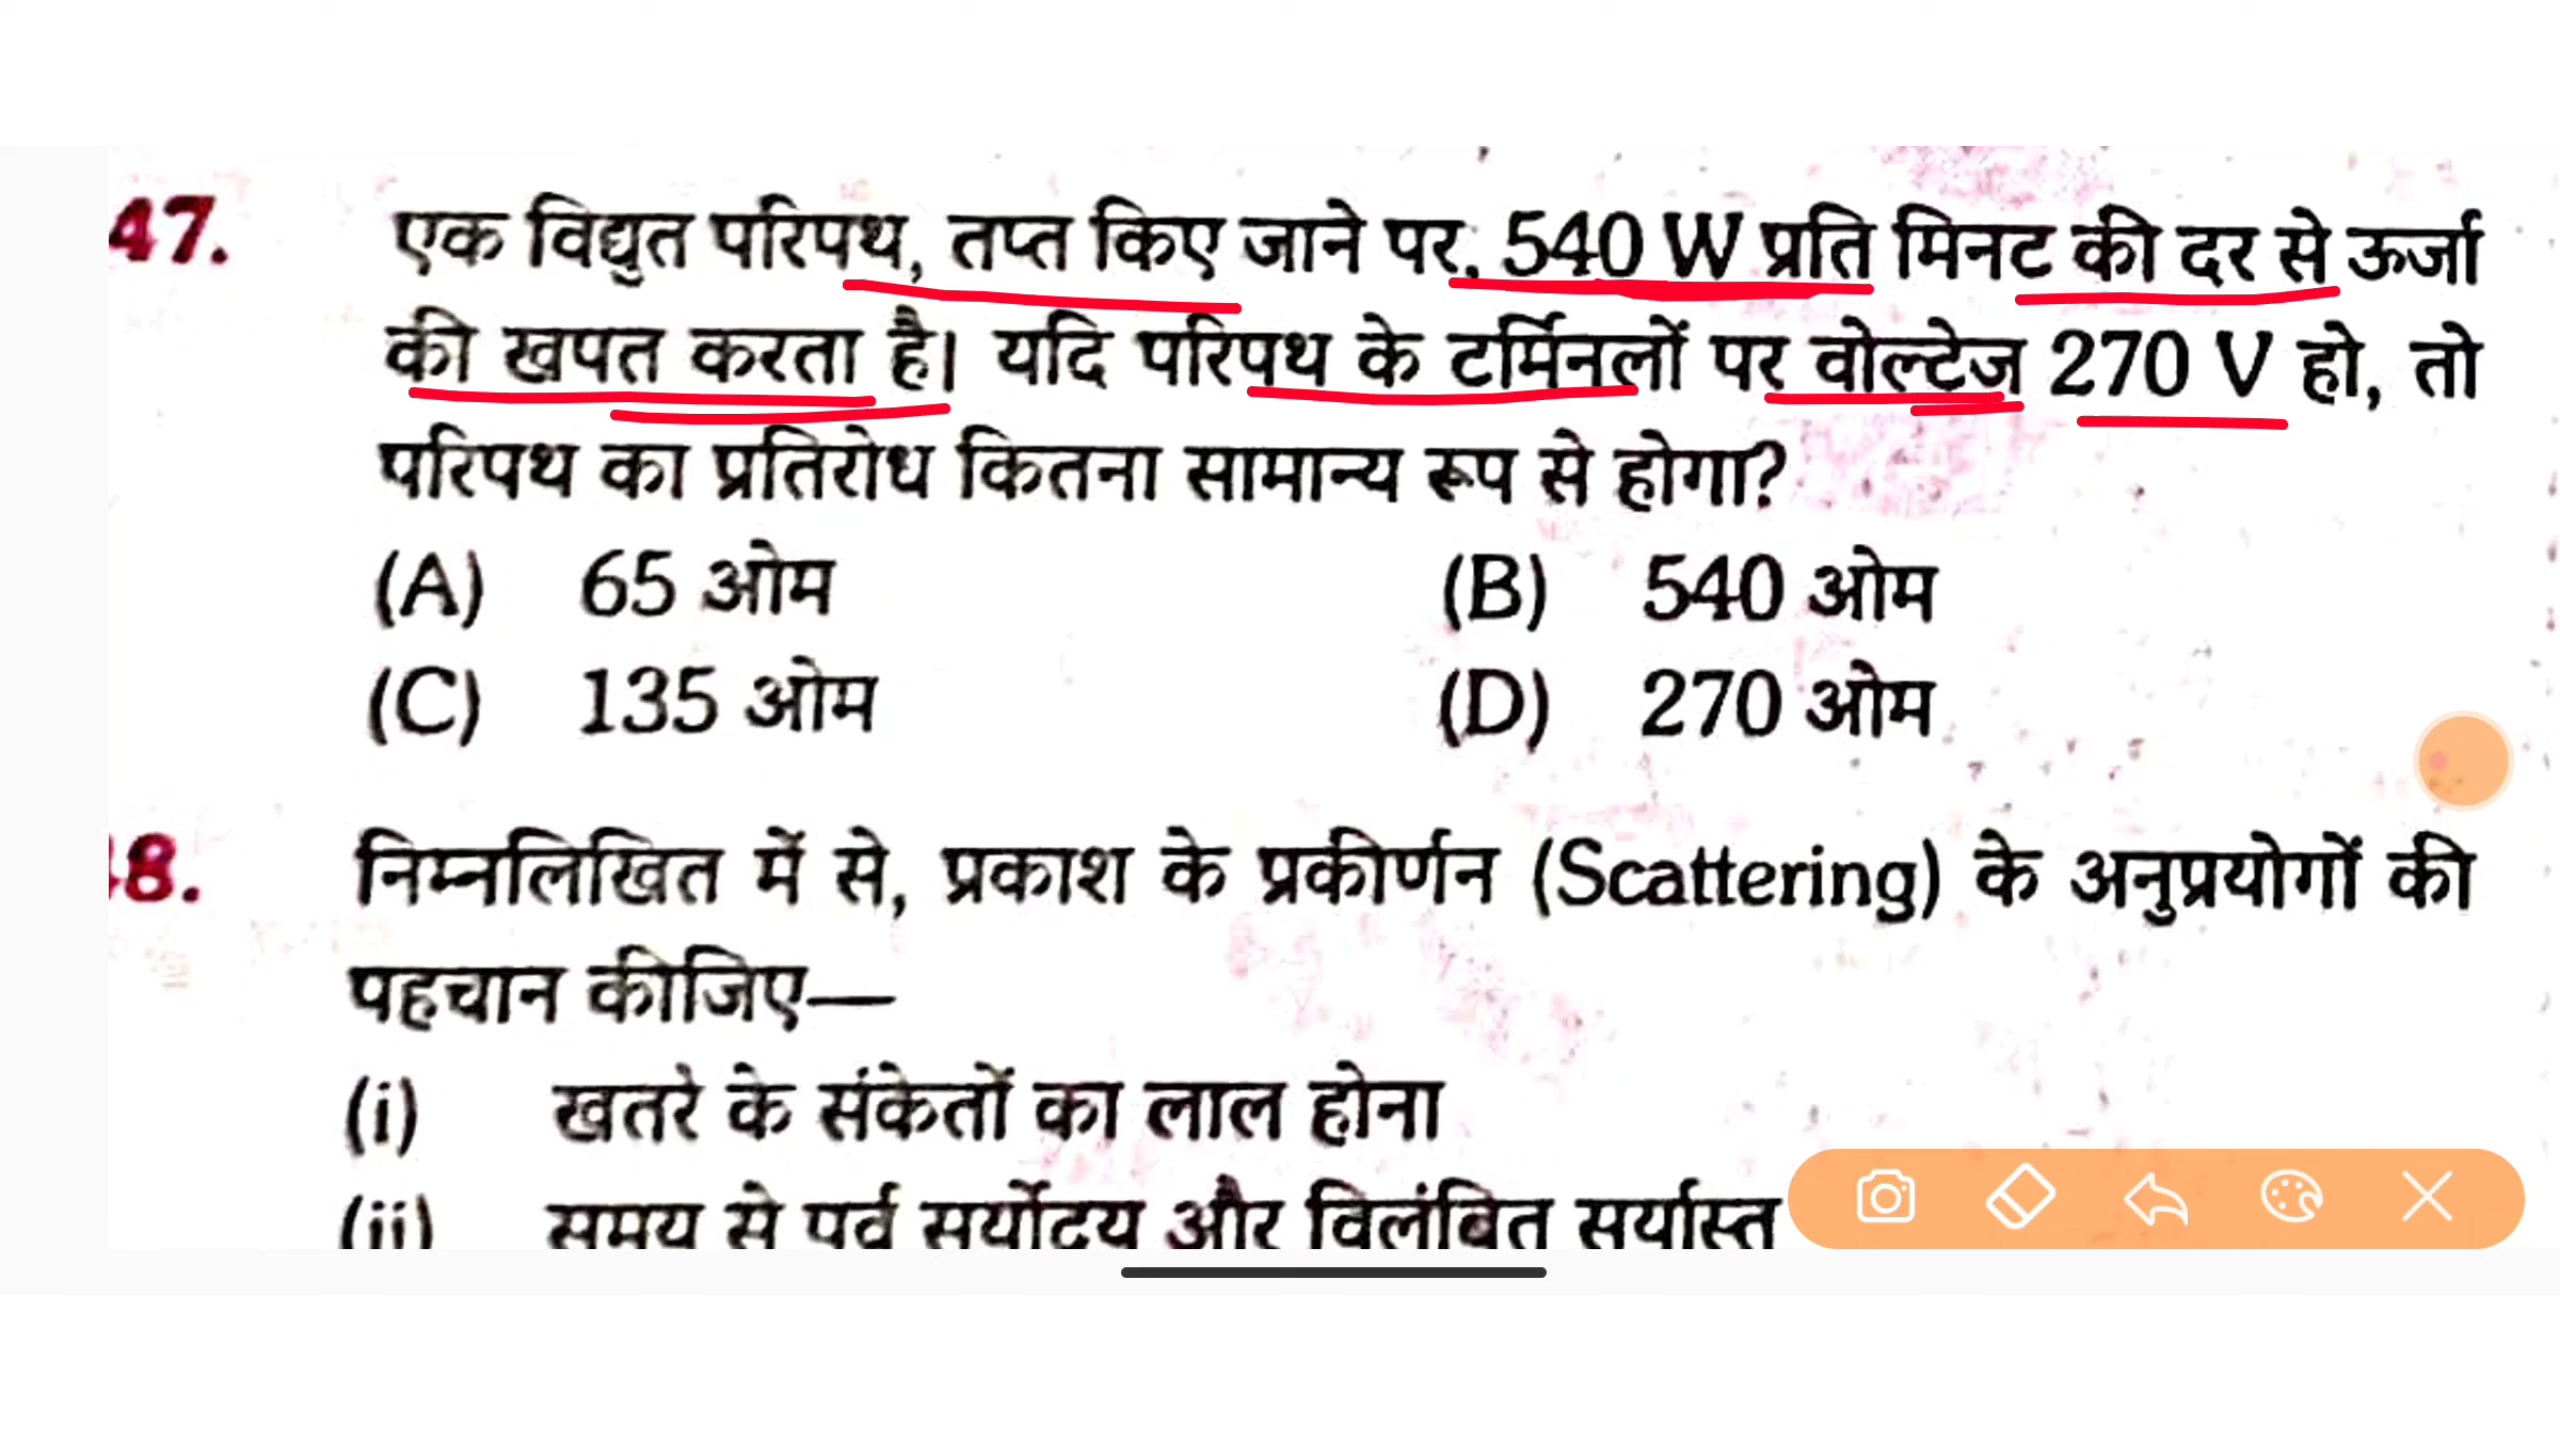 47. एक विद्युत परिपथ, तप्त किए जाने पर, 540 W प्रति मिनट की दर से ऊर्जा
की खपत करता है। यदि परिपथ के टर्मिनलों पर वोल्टेज 270 V हो, तो
परिपथ का प्रतिरोध कितना सामान्य रूप से होगा?
(A) 65 ओम (B) 540 ओम
(C) 135 ओम (D) 270 ओम
8. निम्नलिखित में से, प्रकाश के प्रकीर्णन (Scattering) के अनुप्रयोगों की
पहचान कीजिए—
(i) खतरे के संकेतों का लाल होना
(ii) समय से पूर्व सूर्योदय और विलंबित सूर्यास्त